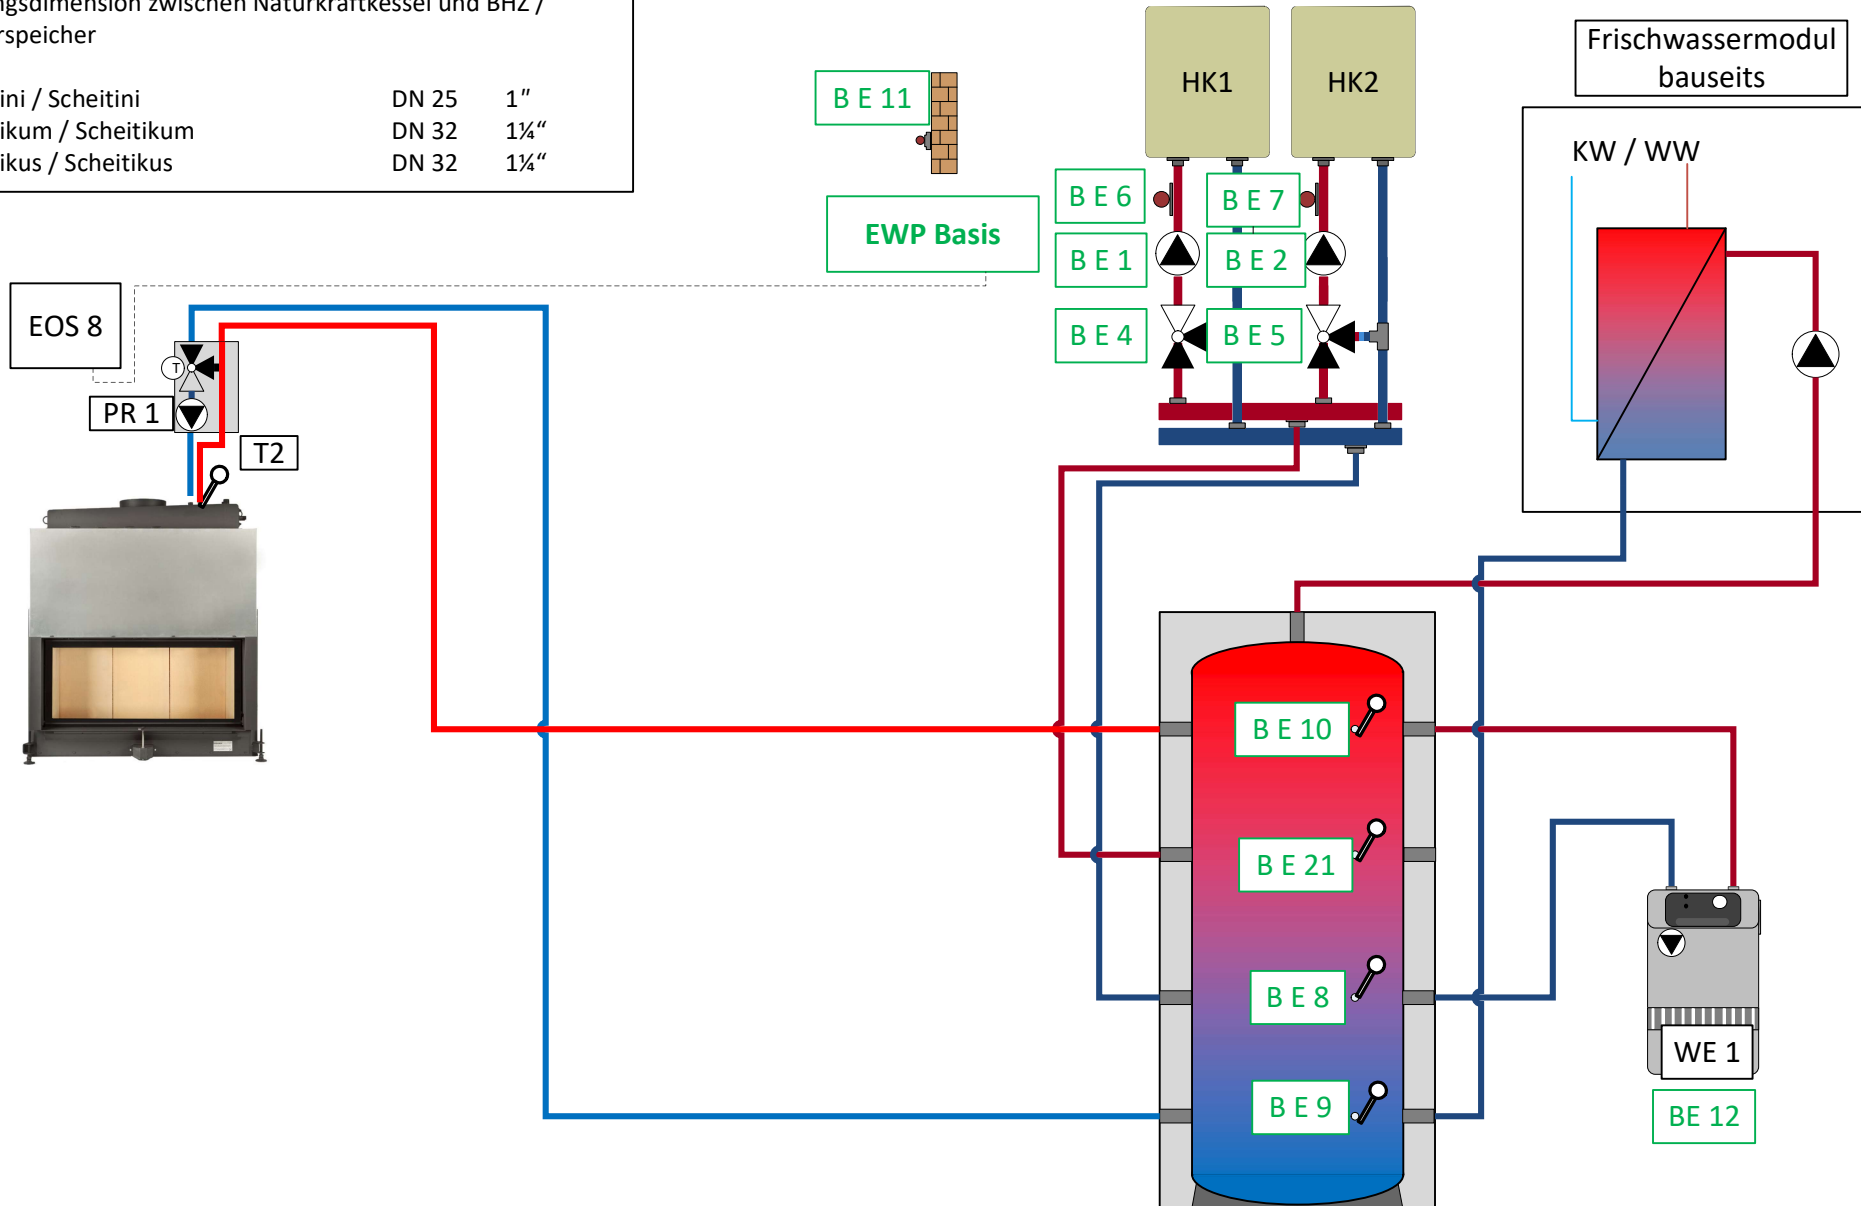 ngsdimension zwischen Naturkraftkessel und BHZ /
rspeicher
ini / Scheitini DN 25 1"
ikum / Scheitikum DN 32 1¼“
ikus / Scheitikus DN 32 1¼“
B E 11
HK1
HK2
Frischwassermodul
bauseits
KW / WW
B E 6
B E 7
EWP Basis
B E 1
B E 2
EOS 8
B E 4
B E 5
T
PR 1
T2
B E 10
B E 21
B E 8
WE 1
B E 9
BE 12